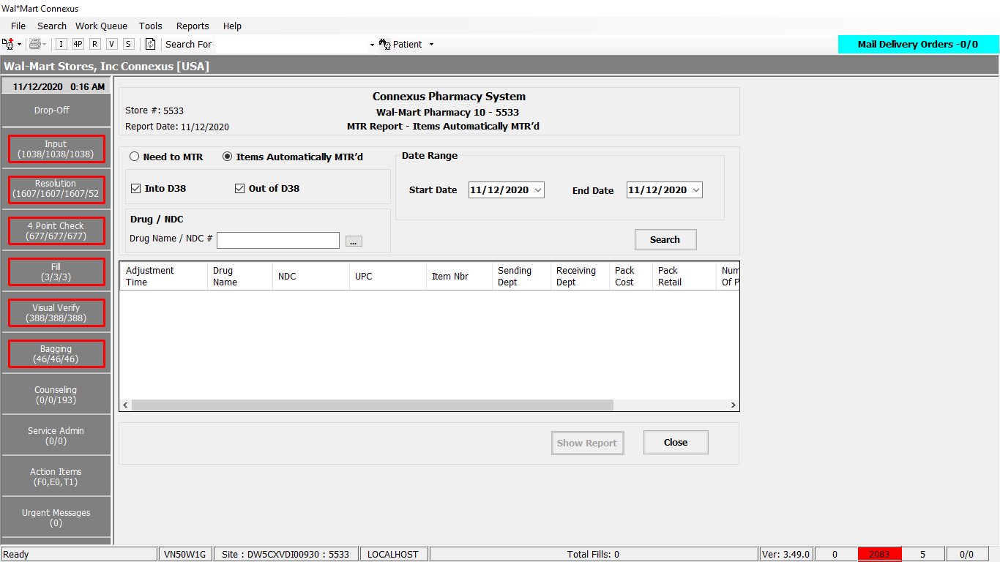 Wal*Mart Connexus
File Search Work Queue Tools Reports Help
I 4P R V S Search For Patient Mail Delivery Orders -0/0
Wal-Mart Stores, Inc Connexus [USA]
11/12/2020 0:16 AM
Drop-Off
Input
(1038/1038/1038)
Resolution
(1607/1607/1607/52
4 Point Check
(677/677/677)
Fill
(3/3/3)
Visual Verify
(388/388/388)
Bagging
(46/46/46)
Counseling
(0/0/193)
Service Admin
(0/0)
Action Items
(F0,E0,T1)
Urgent Messages
(0)
Connexus Pharmacy System
Store #: 5533 Wal-Mart Pharmacy 10 - 5533
Report Date: 11/12/2020 MTR Report - Items Automatically MTR'd
Need to MTR Items Automatically MTR'd
Into D38 Out of D38
Drug / NDC
Drug Name / NDC # ...
Date Range
Start Date 11/12/2020 End Date 11/12/2020
Search
Adjustment Drug Sending Receiving Pack Pack Num
NDC UPC Item Nbr
Time Name Dept Dept Cost Retail Of P
Show Report Close
Ready VN50W1G Site : DW5CXVDI00930 : 5533 LOCALHOST Total Fills: 0 Ver: 3.49.0 0 2083 5 0/0